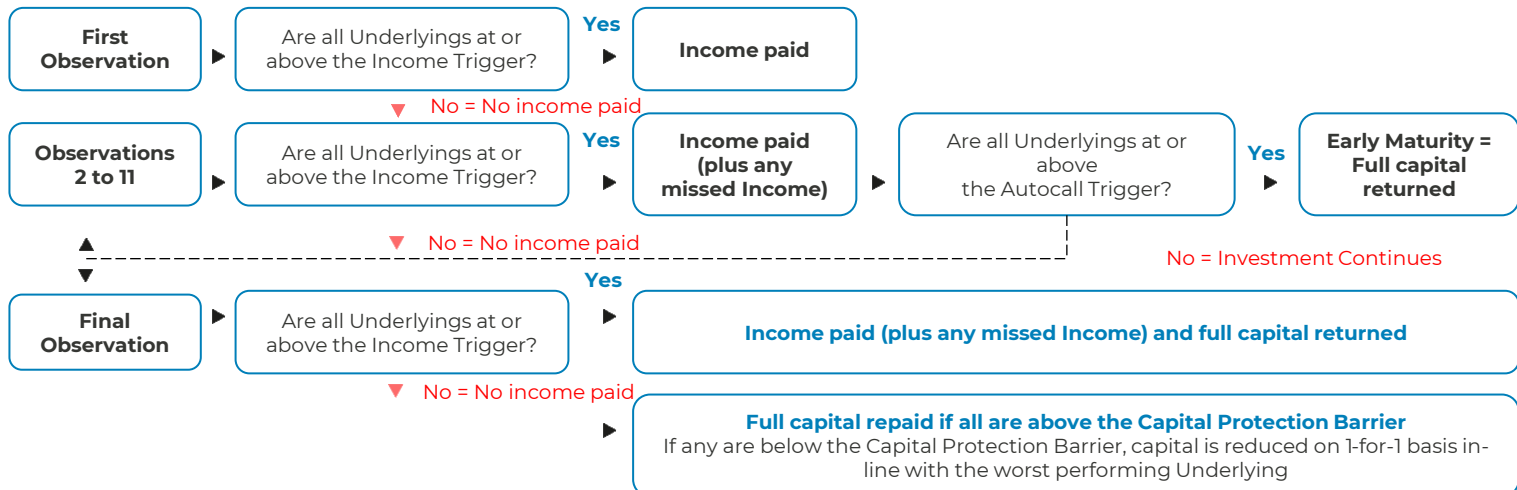 First
Observation
Are all Underlyings at or
above the Income Trigger?
Yes
Income paid
No = No income paid
Observations
2 to 11
Are all Underlyings at or
above the Income Trigger?
Yes
Income paid
(plus any
missed Income)
Are all Underlyings at or
above
the Autocall Trigger?
Yes
Early Maturity =
Full capital
returned
No = No income paid
No = Investment Continues
Final
Observation
Are all Underlyings at or
above the Income Trigger?
Yes
Income paid (plus any missed Income) and full capital returned
No = No income paid
Full capital repaid if all are above the Capital Protection Barrier
If any are below the Capital Protection Barrier, capital is reduced on 1-for-1 basis in-
line with the worst performing Underlying